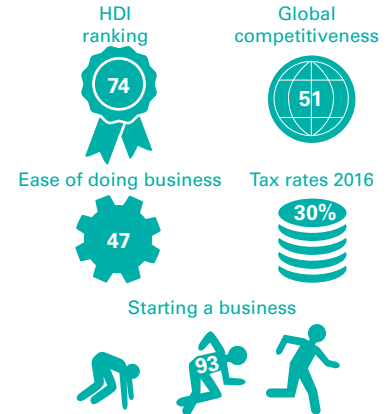 HDI
ranking
74
Global
competitiveness
51
Ease of doing business
47
Tax rates 2016
30%
Starting a business
93